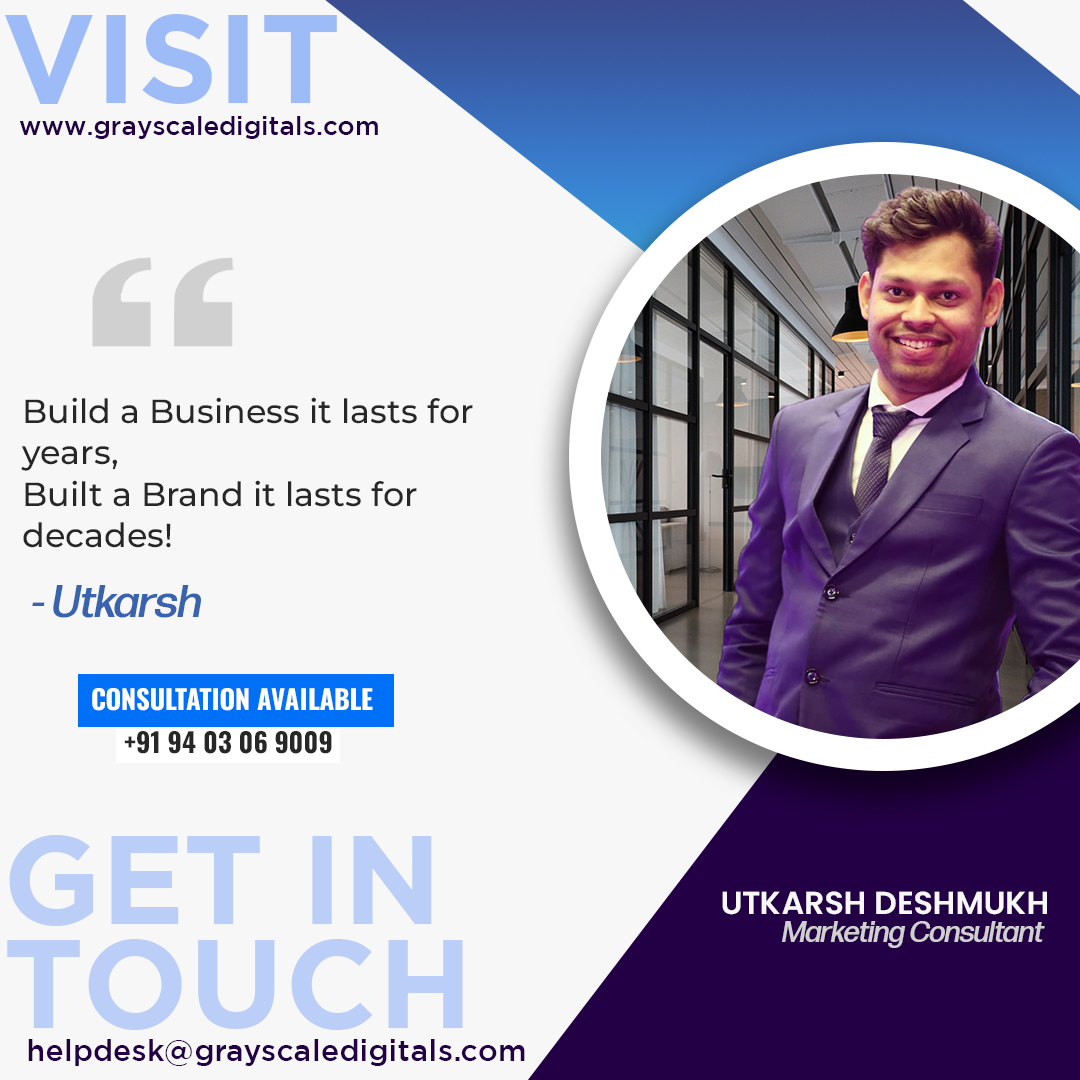 VISIT
www.grayscaledigitals.com
“
Build a Business it lasts for
years,
Built a Brand it lasts for
decades!
- Utkarsh
CONSULTATION AVAILABLE
+91 94 03 06 9009
GET IN
TOUCH
helpdesk@grayscaledigitals.com
UTKARSH DESHMUKH
Marketing Consultant